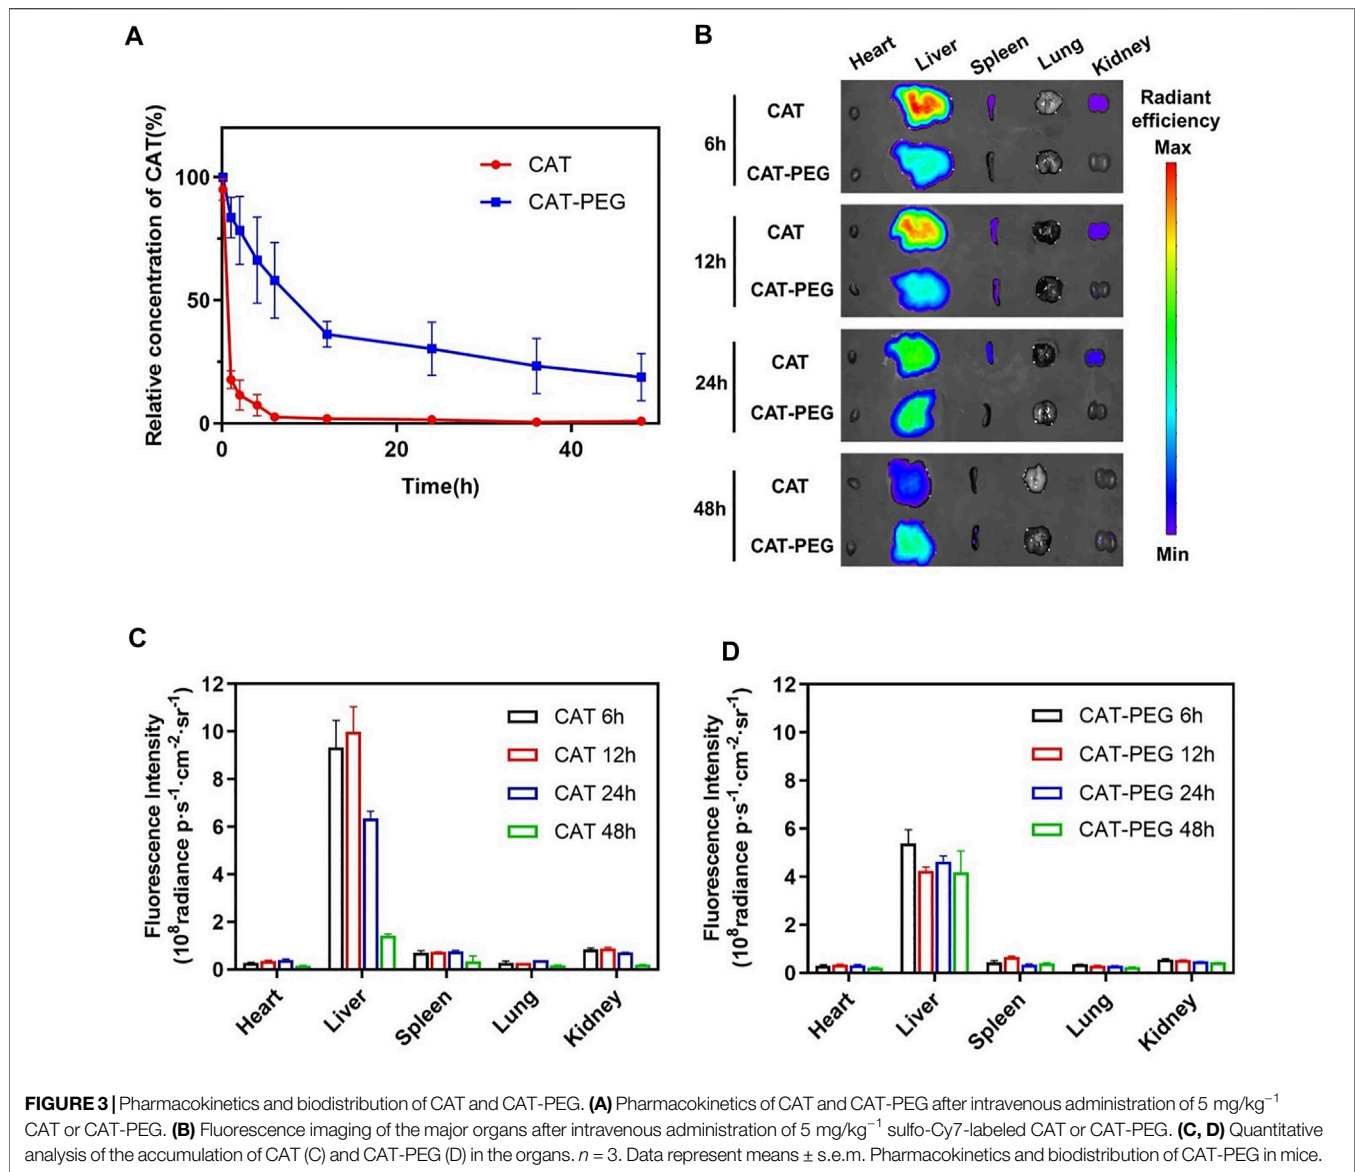 A
Relative concentration of CAT(%)
100
50
0
0 20 40
Time(h)
CAT
CAT-PEG
B
Heart Liver Spleen Lung Kidney
6h
CAT
CAT-PEG
12h
CAT
CAT-PEG
24h
CAT
CAT-PEG
48h
CAT
CAT-PEG
Radiant
efficiency
Max
Min
C
Fluorescence Intensity
(10⁸radiance p·s⁻¹·cm⁻²·sr⁻¹)
12
10
8
6
4
2
0
CAT 6h
CAT 12h
CAT 24h
CAT 48h
Heart Liver Spleen Lung Kidney
D
Fluorescence Intensity
(10⁸radiance p·s⁻¹·cm⁻²·sr⁻¹)
12
10
8
6
4
2
0
CAT-PEG 6h
CAT-PEG 12h
CAT-PEG 24h
CAT-PEG 48h
Heart Liver Spleen Lung Kidney
FIGURE 3 | Pharmacokinetics and biodistribution of CAT and CAT-PEG. (A) Pharmacokinetics of CAT and CAT-PEG after intravenous administration of 5 mg/kg⁻¹
CAT or CAT-PEG. (B) Fluorescence imaging of the major organs after intravenous administration of 5 mg/kg⁻¹ sulfo-Cy7-labeled CAT or CAT-PEG. (C, D) Quantitative
analysis of the accumulation of CAT (C) and CAT-PEG (D) in the organs. n = 3. Data represent means ± s.e.m. Pharmacokinetics and biodistribution of CAT-PEG in mice.